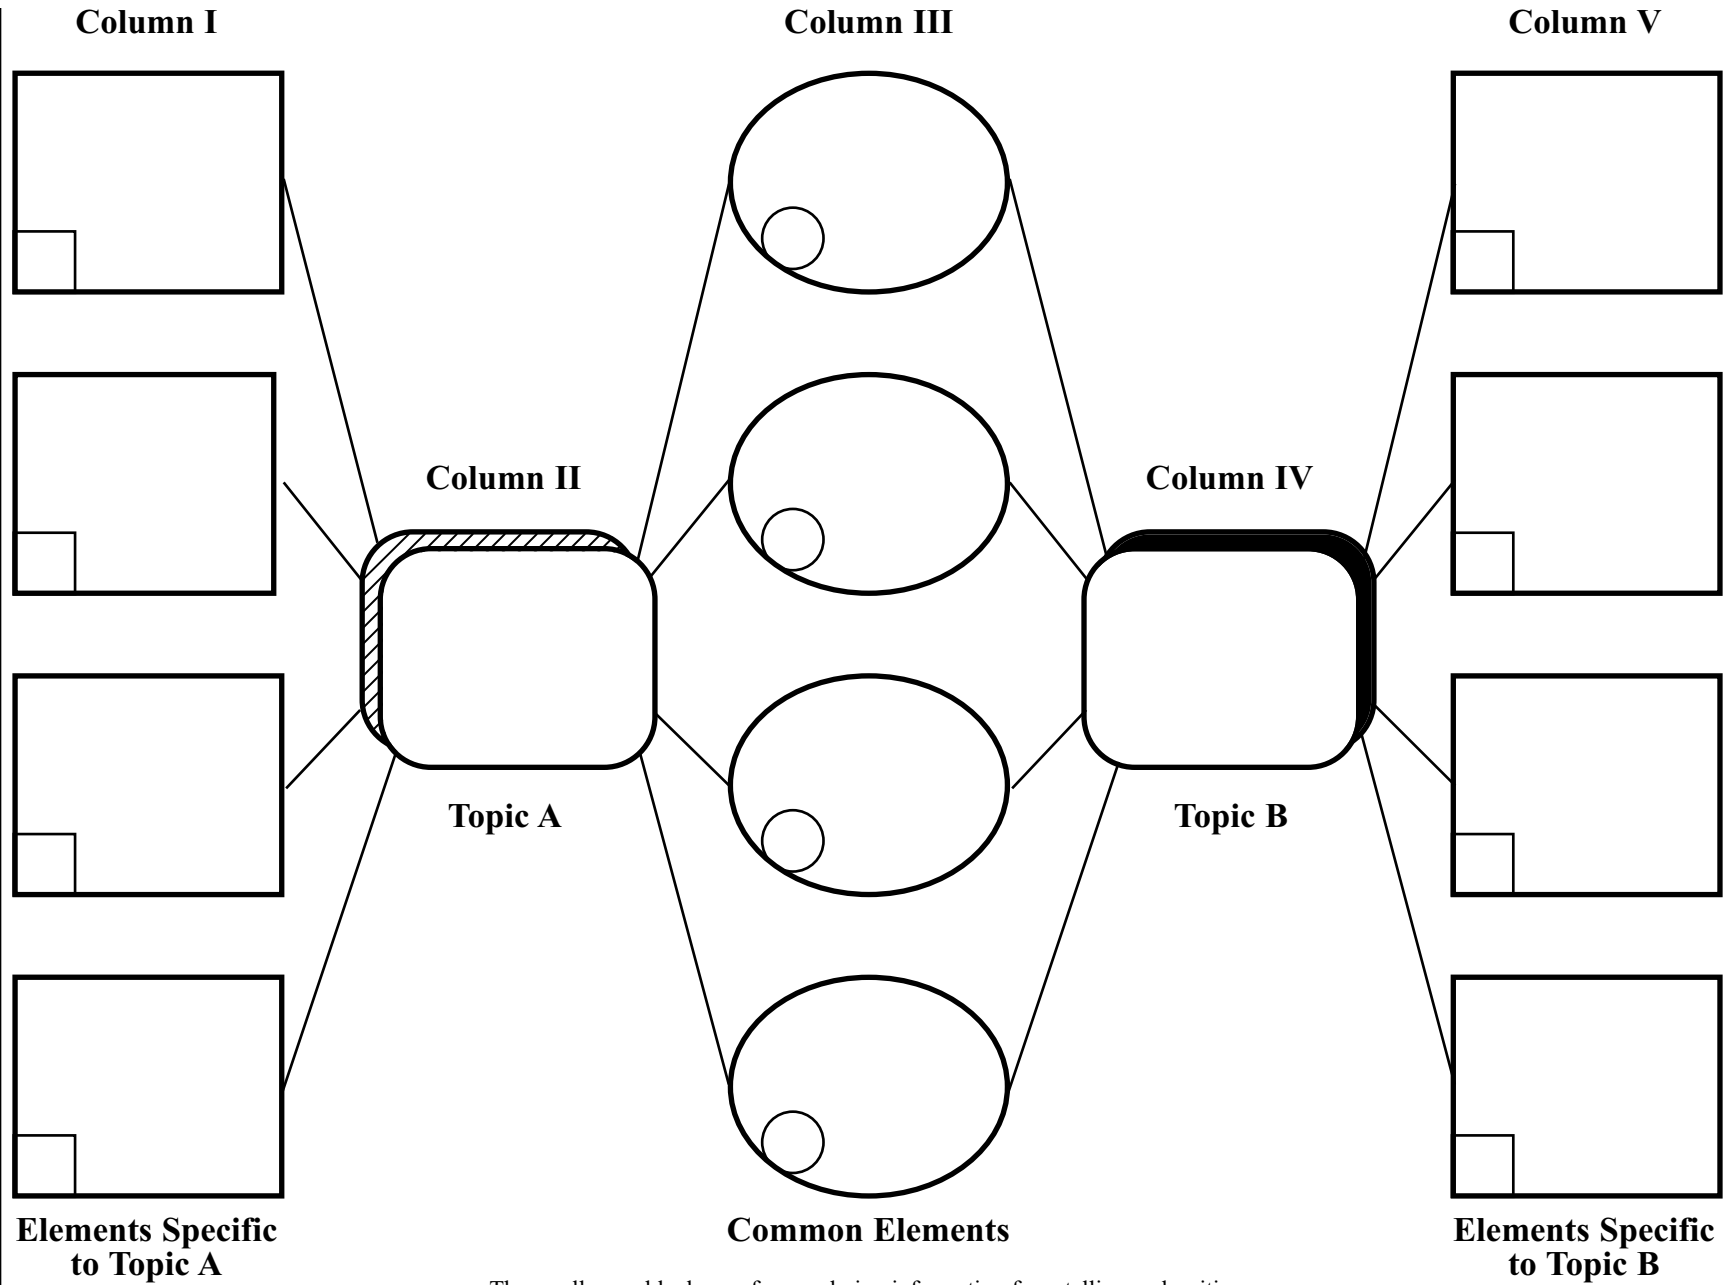 Column I
Column III
Column V
Column II
Column IV
Topic A
Topic B
Elements Specific
to Topic A
Common Elements
Elements Specific
to Topic B